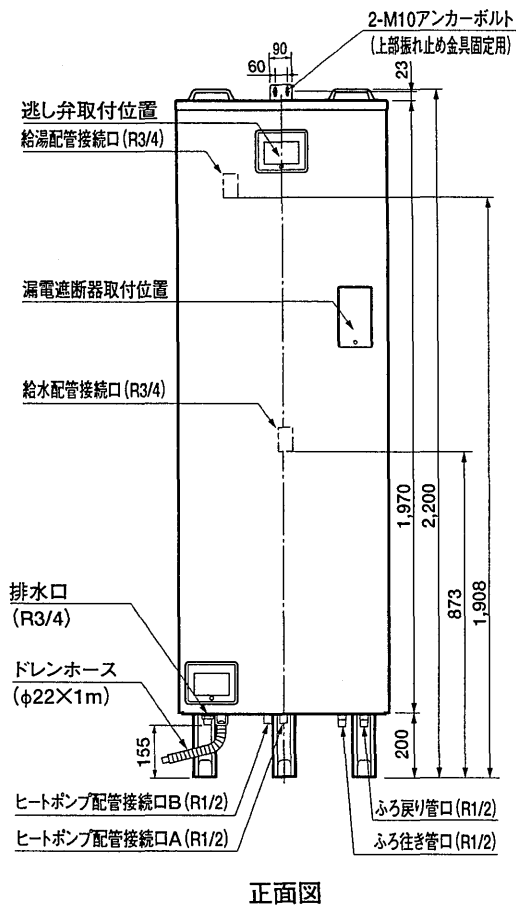 2-M10アンカーボルト
(上部振れ止め金具固定用)
90
60
23
逃し弁取付位置
給湯配管接続口(R3/4)
漏電遮断器取付位置
給水配管接続口(R3/4)
1,970
2,200
873
1,908
排水口
(R3/4)
ドレンホース
(φ22×1m)
155
200
ヒートポンプ配管接続口B(R1/2)
ヒートポンプ配管接続口A(R1/2)
ふろ戻り管口(R1/2)
ふろ往き管口(R1/2)
正面図